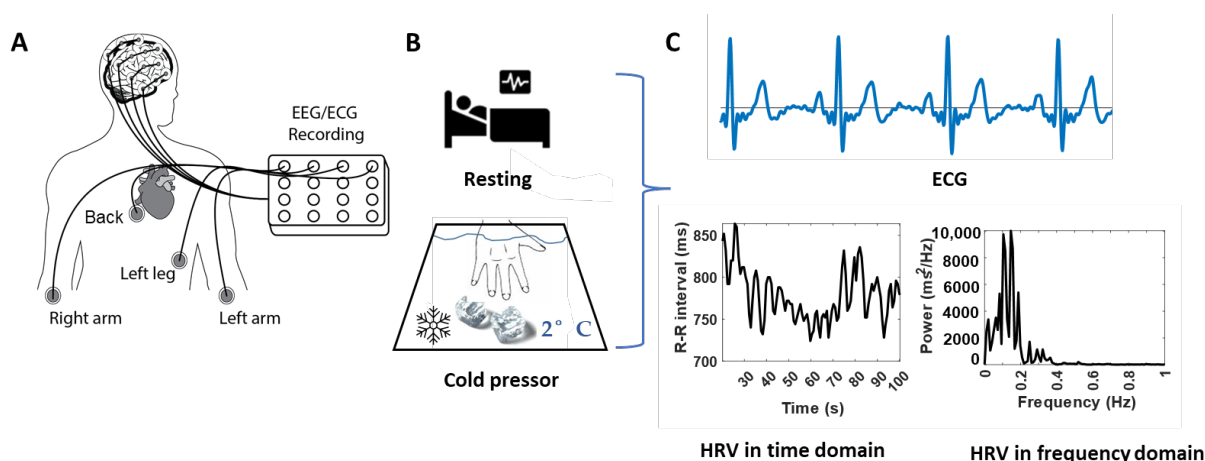 A
EEG/ECG
Recording
Back
Left leg
Right arm
Left arm
B
Resting
2° C
Cold pressor
C
ECG
R-R interval (ms)
850
800
750
700
30 40 50 60 70 80 90 100
Time (s)
HRV in time domain
Power (ms²/Hz)
10,000
8000
6000
4000
2000
0
0 0.2 0.4 0.6 0.8 1
Frequency (Hz)
HRV in frequency domain